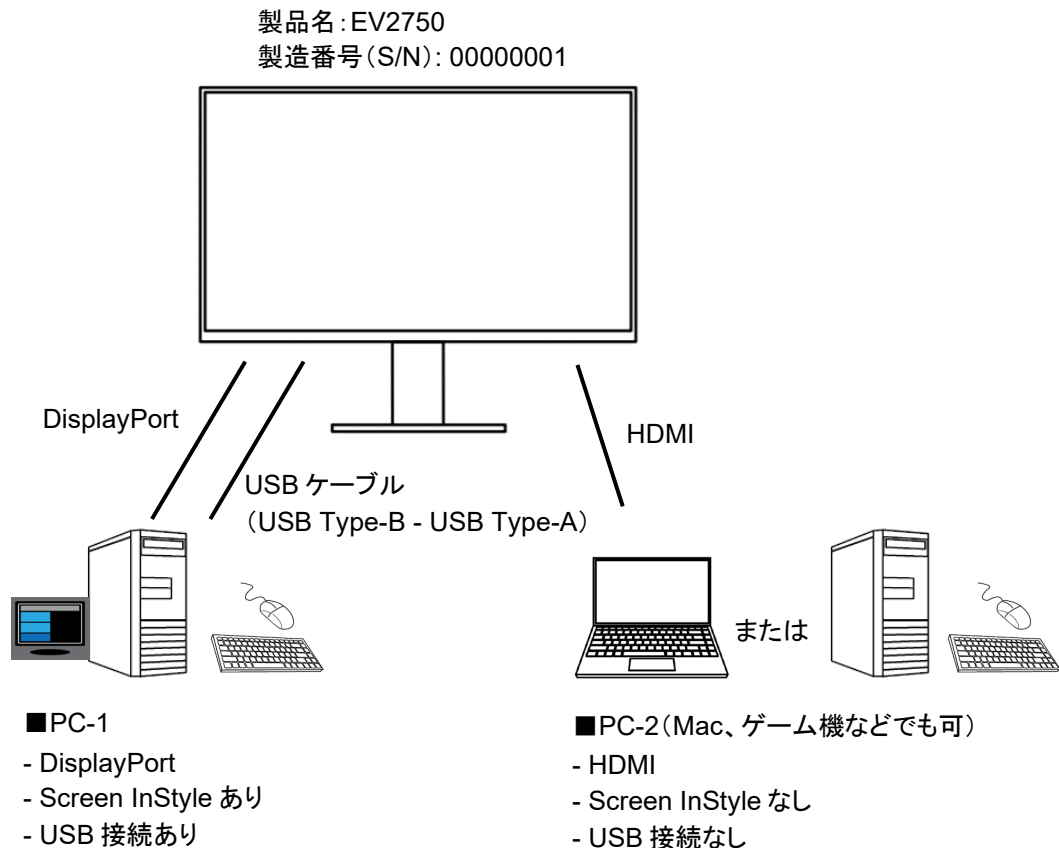 製品名：EV2750
製造番号（S/N）： 00000001
DisplayPort
HDMI
USB ケーブル
（USB Type-B - USB Type-A）
または
■PC-1
- DisplayPort
- Screen InStyle あり
- USB 接続あり
■PC-2（Mac、ゲーム機などでも可）
- HDMI
- Screen InStyle なし
- USB 接続なし